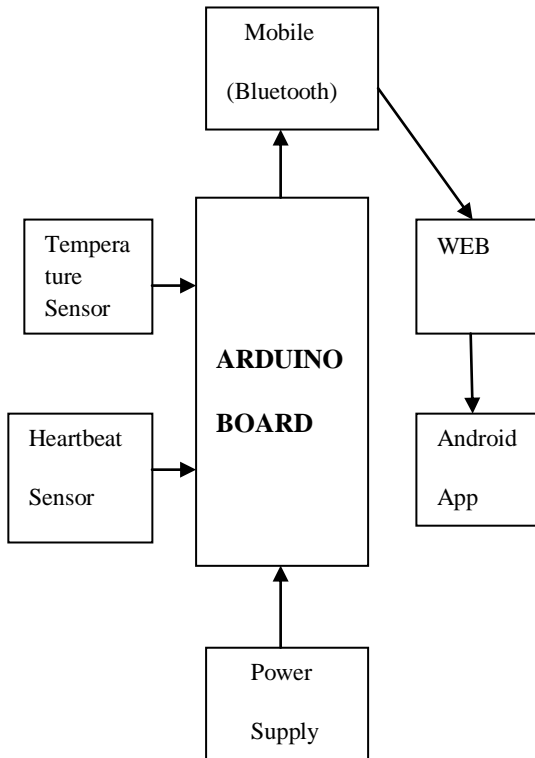 Mobile
(Bluetooth)
Tempera
ture
Sensor
WEB
ARDUINO
BOARD
Heartbeat
Sensor
Android
App
Power
Supply